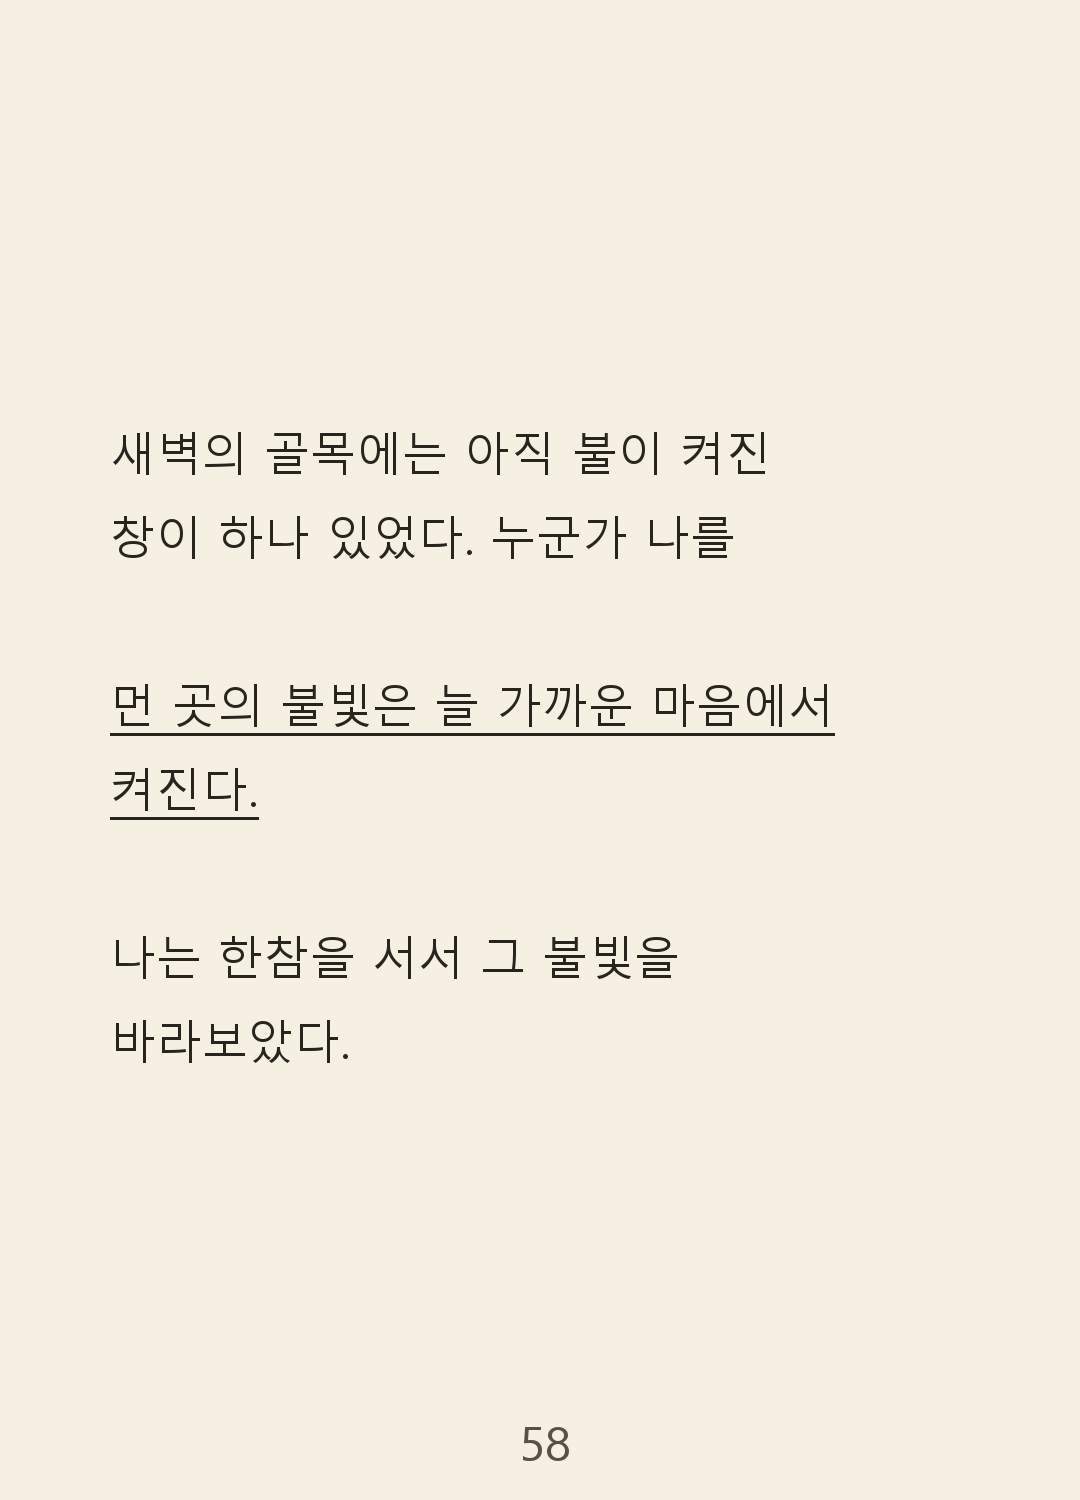 새벽의 골목에는 아직 불이 켜진
창이 하나 있었다. 누군가 나를
먼 곳의 불빛은 늘 가까운 마음에서
켜진다.
나는 한참을 서서 그 불빛을
바라보았다.
58